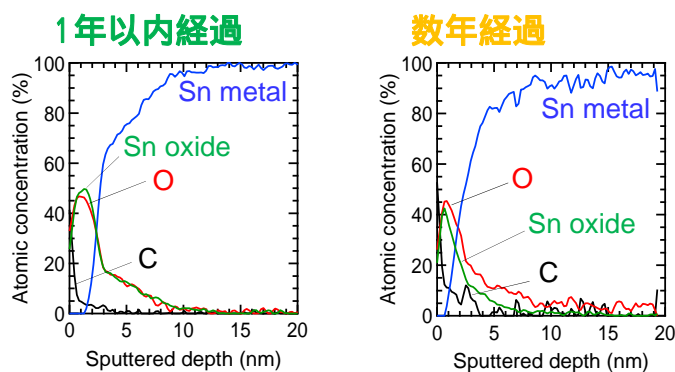 1年以内経過
数年経過
Atomic concentration (%)
100
80
60
40
20
0
Sn metal
Sn oxide
O
C
0
5
10
15
20
Sputtered depth (nm)
Atomic concentration (%)
100
80
60
40
20
0
Sn metal
O
Sn oxide
C
0
5
10
15
20
Sputtered depth (nm)